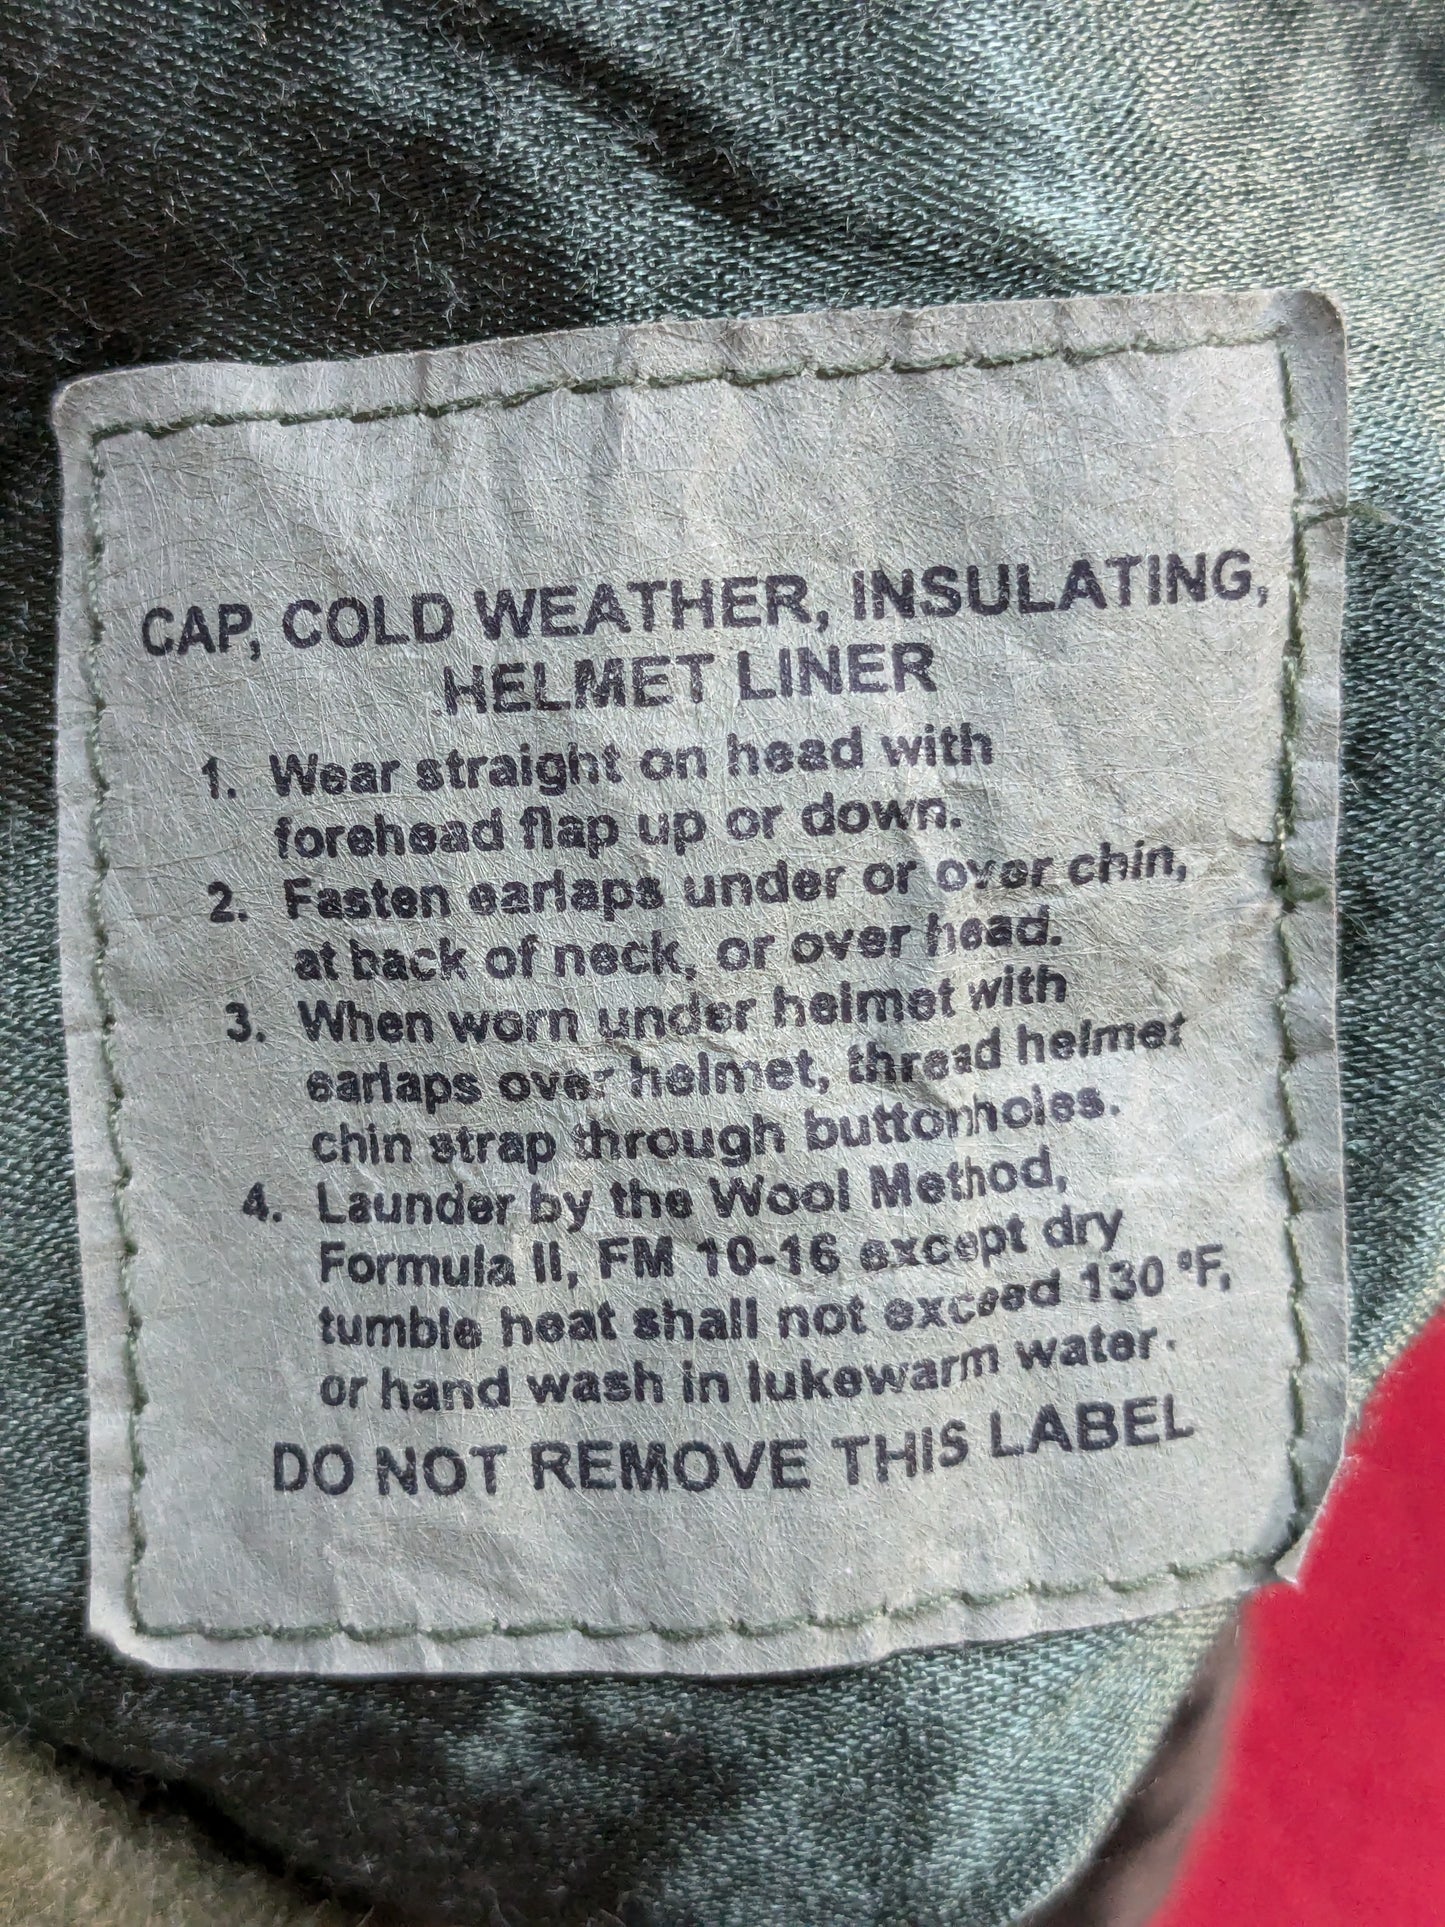 CAP, COLD WEATHER, INSULATING,
HELMET LINER
1. Wear straight on head with
forehead flap up or down.
2. Fasten earlaps under or over chin,
at back of neck, or over head.
3. When worn under helmet with
earlaps over helmet, thread helmet
chin strap through buttonholes.
4. Launder by the Wool Method,
Formula II, FM 10-16 except dry
tumble heat shall not exceed 130 ºF,
or hand wash in lukewarm water.
DO NOT REMOVE THIS LABEL